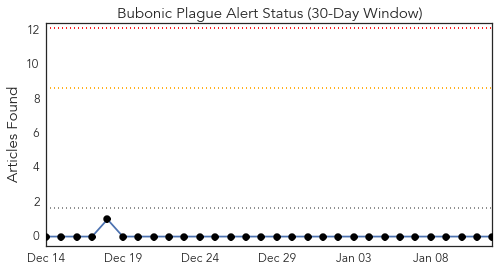 Bubonic Plague Alert Status (30-Day Window)
Articles Found
12
10
8
6
4
2
0
Dec 14 Dec 19 Dec 24 Dec 29 Jan 03 Jan 08